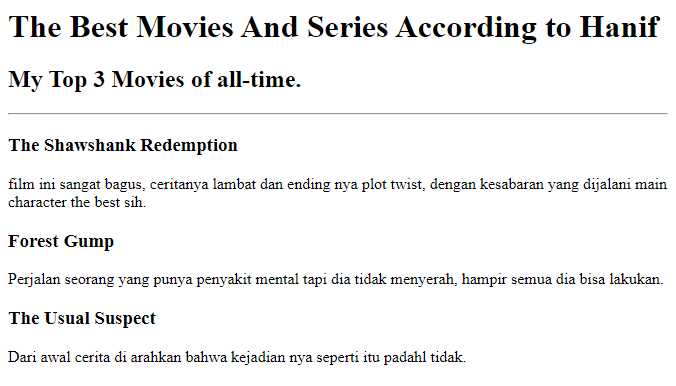 The Best Movies And Series According to Hanif
My Top 3 Movies of all-time.
The Shawshank Redemption
film ini sangat bagus, ceritanya lambat dan ending nya plot twist, dengan kesabaran yang dijalani main
character the best sih.
Forest Gump
Perjalan seorang yang punya penyakit mental tapi dia tidak menyerah, hampir semua dia bisa lakukan.
The Usual Suspect
Dari awal cerita di arahkan bahwa kejadian nya seperti itu padahl tidak.